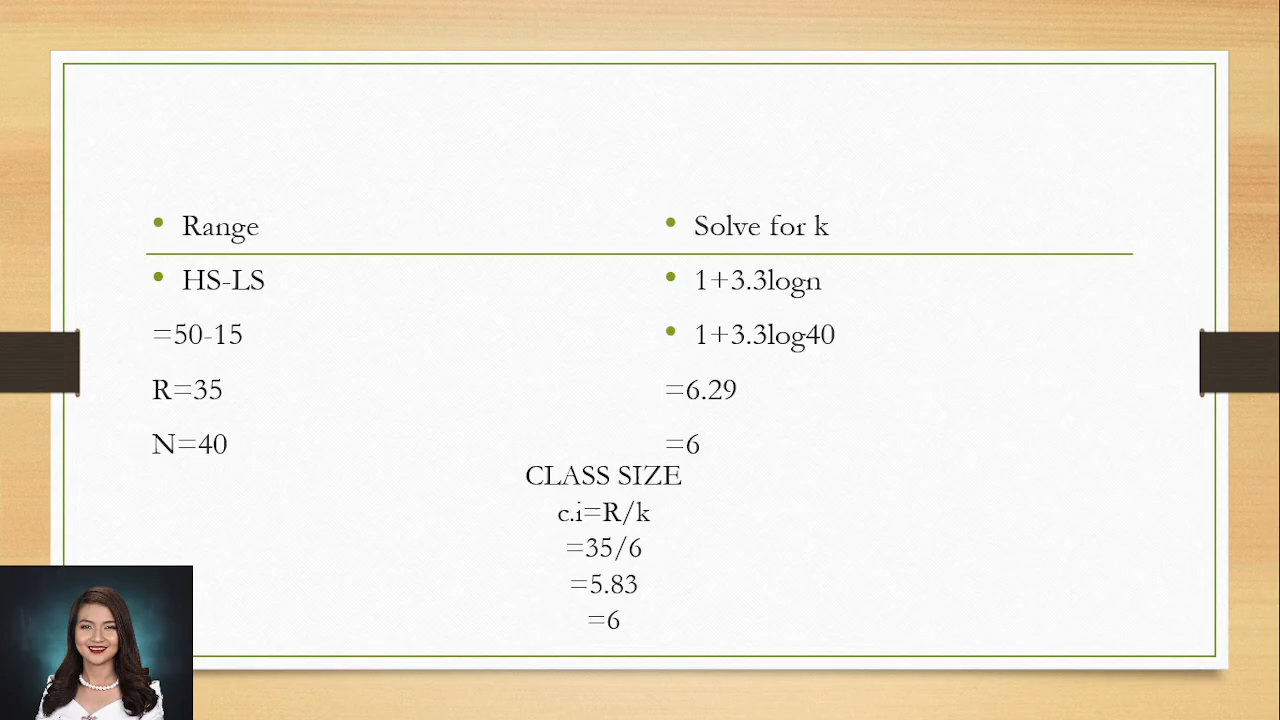 Range
HS-LS
=50-15
R=35
N=40
Solve for k
1+3.3logn
1+3.3log40
=6.29
=6
CLASS SIZE
c.i=R/k
=35/6
=5.83
=6